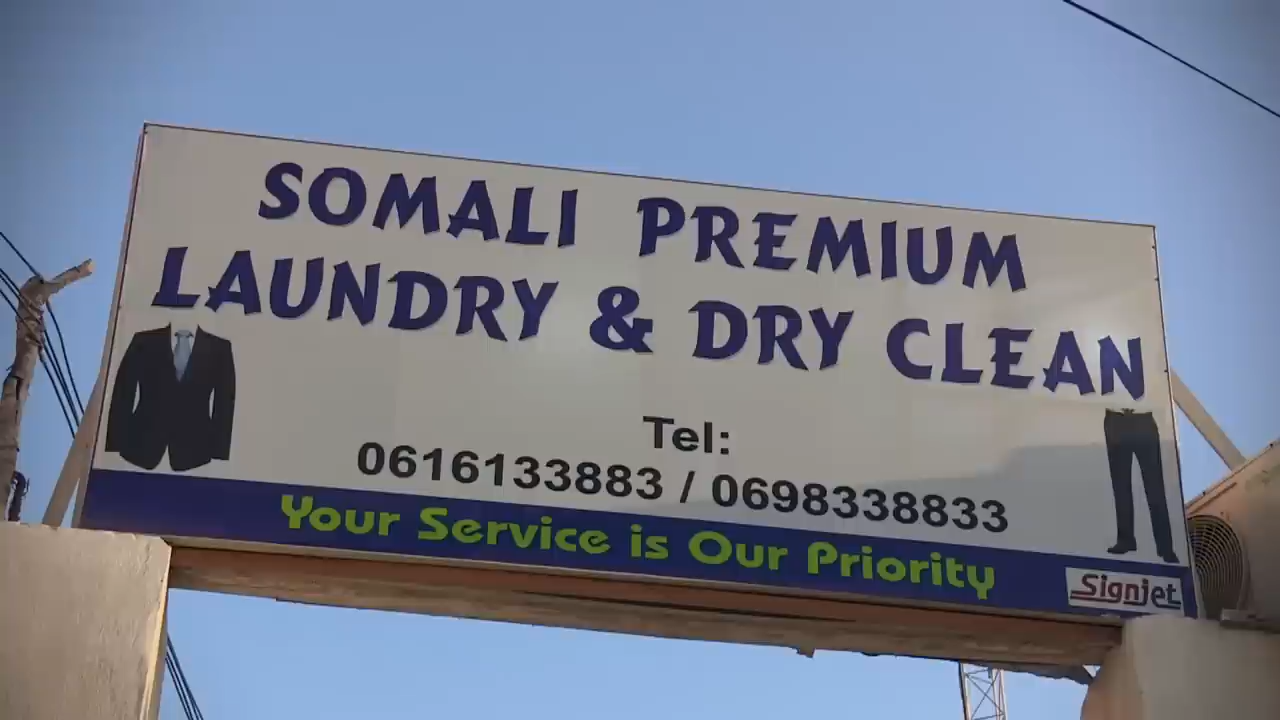 SOMALI PREMIUM
LAUNDRY & DRY CLEAN
Tel:
0616133883 / 0698338833
Your Service is Our Priority
Signjet